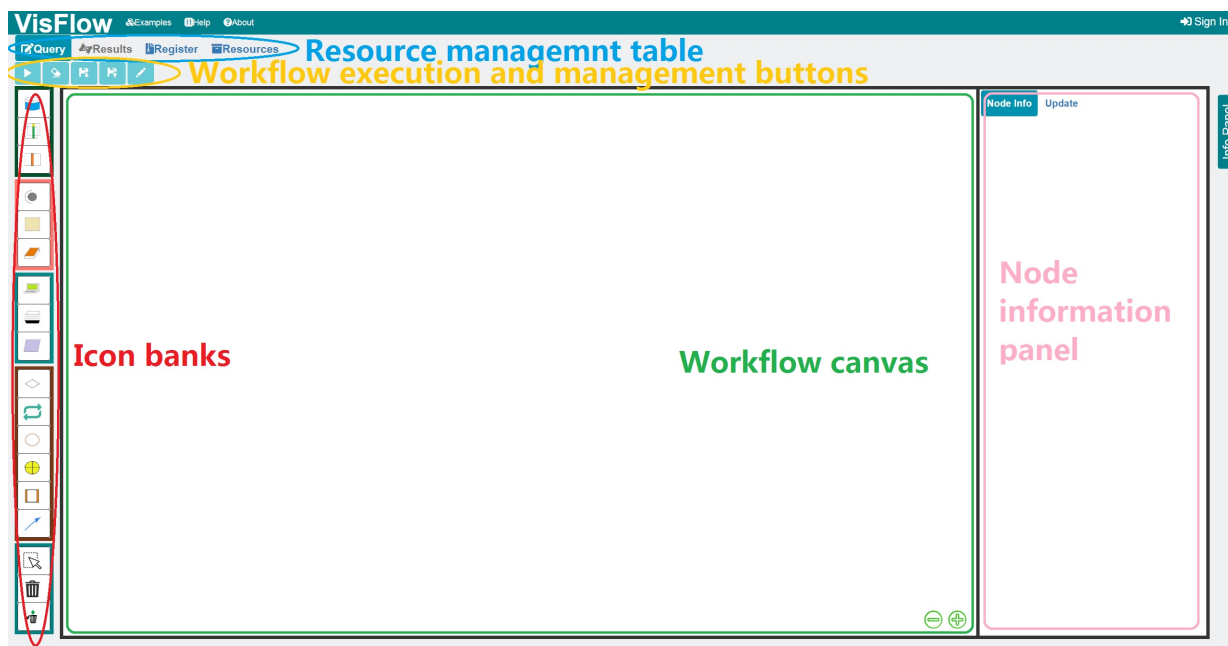 VisFlow &Examples Help About Sign In
Query Results Register Resources Resource managemnt table
Workflow execution and management buttons
Node Info Update
Info Panel
Node
information
panel
Icon banks
Workflow canvas